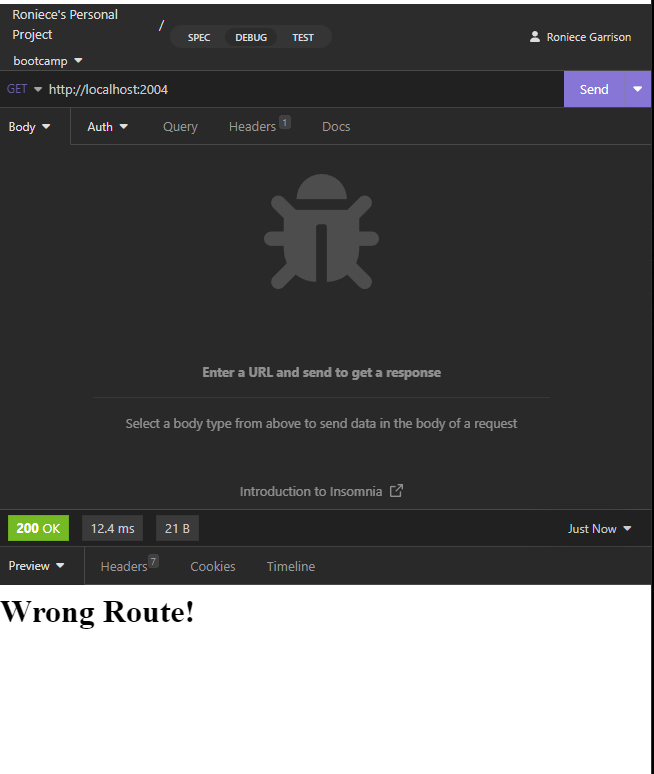 Roniece's Personal
Project
/
SPEC DEBUG TEST
Roniece Garrison
bootcamp
GET http://localhost:2004 Send
Body Auth Query Headers 1 Docs
Enter a URL and send to get a response
Select a body type from above to send data in the body of a request
Introduction to Insomnia
200 OK 12.4 ms 21 B Just Now
Preview Headers 7 Cookies Timeline
Wrong Route!